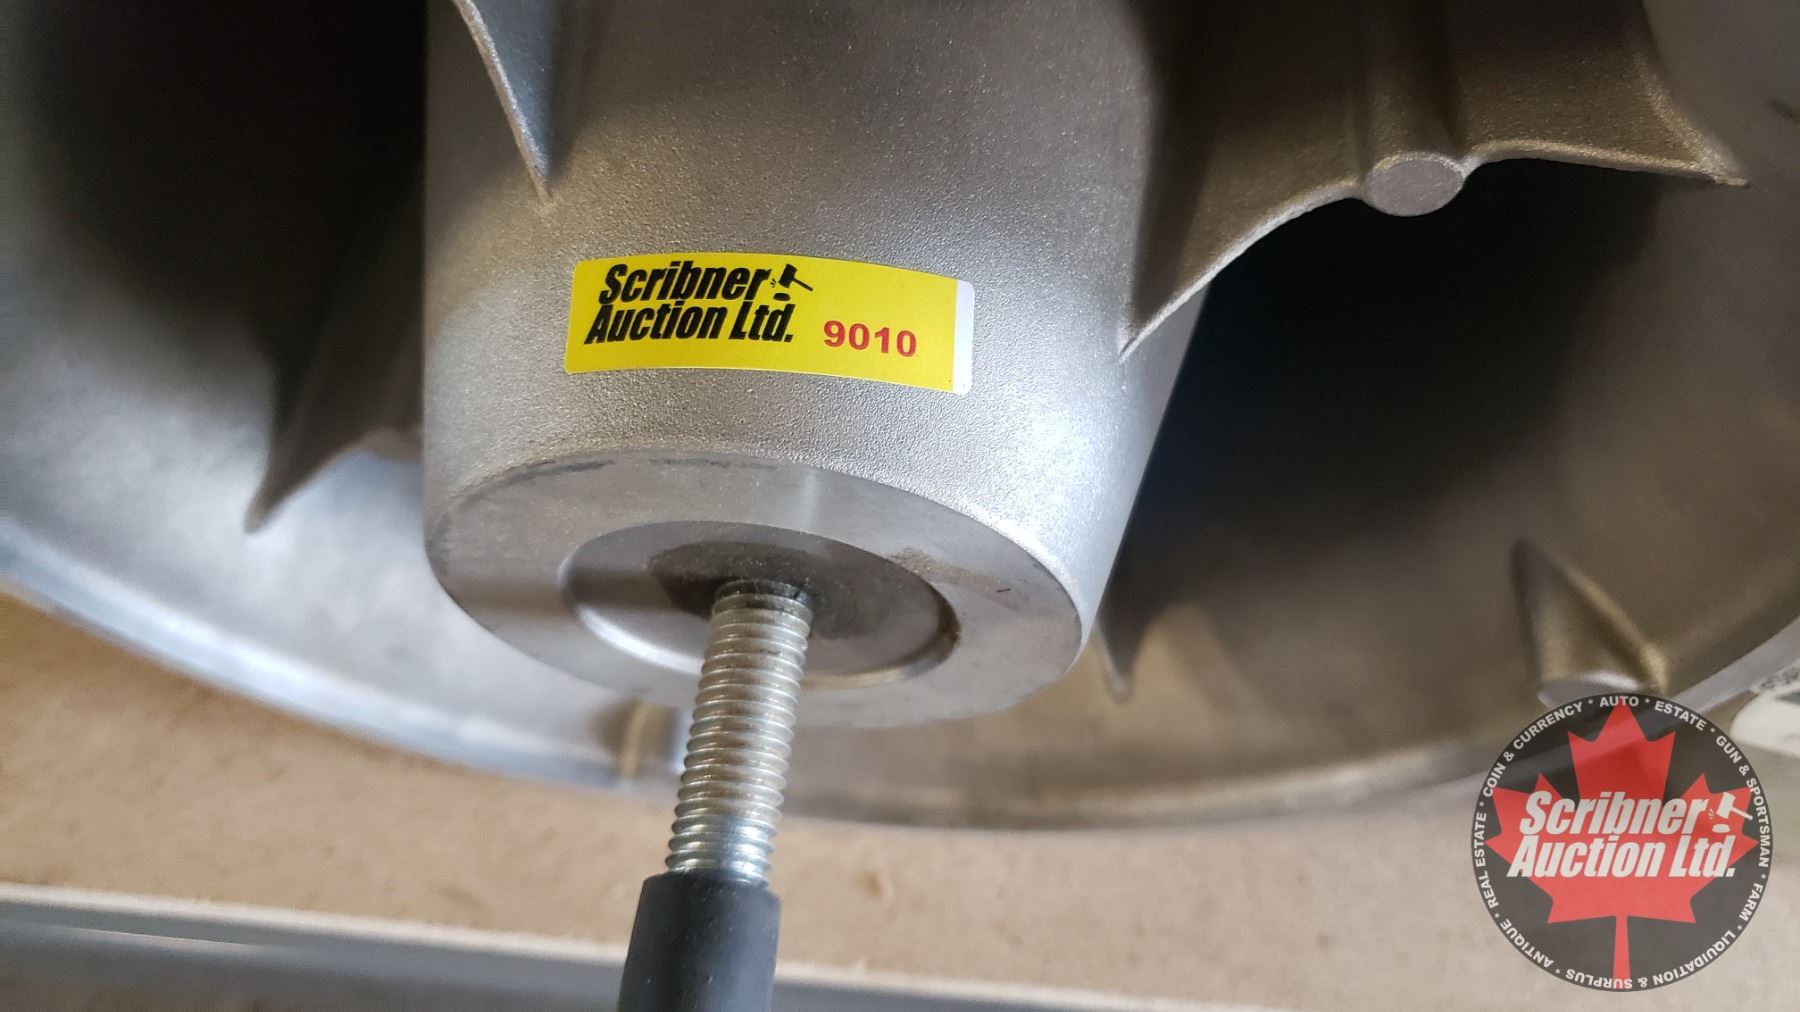 Scribner
Auction Ltd. 9010
COIN & CURRENCY * AUTO * ESTATE * GUN & SPORTSMAN * FARM * LIQUIDATION & SURPLUS * ANTIQUE * REAL ESTATE *
Scribner
Auction Ltd.